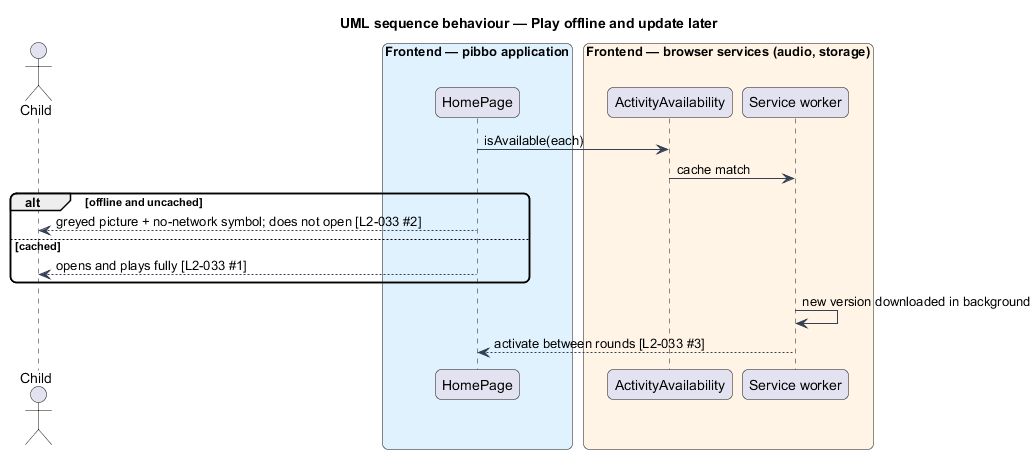 UML sequence behaviour — Play offline and update later
Frontend — pibbo application
Frontend — browser services (audio, storage)
Child
HomePage
ActivityAvailability
Service worker
isAvailable(each)
cache match
alt
[offline and uncached]
greyed picture + no-network symbol; does not open [L2-033 #2]
[cached]
opens and plays fully [L2-033 #1]
new version downloaded in background
activate between rounds [L2-033 #3]
Child
HomePage
ActivityAvailability
Service worker